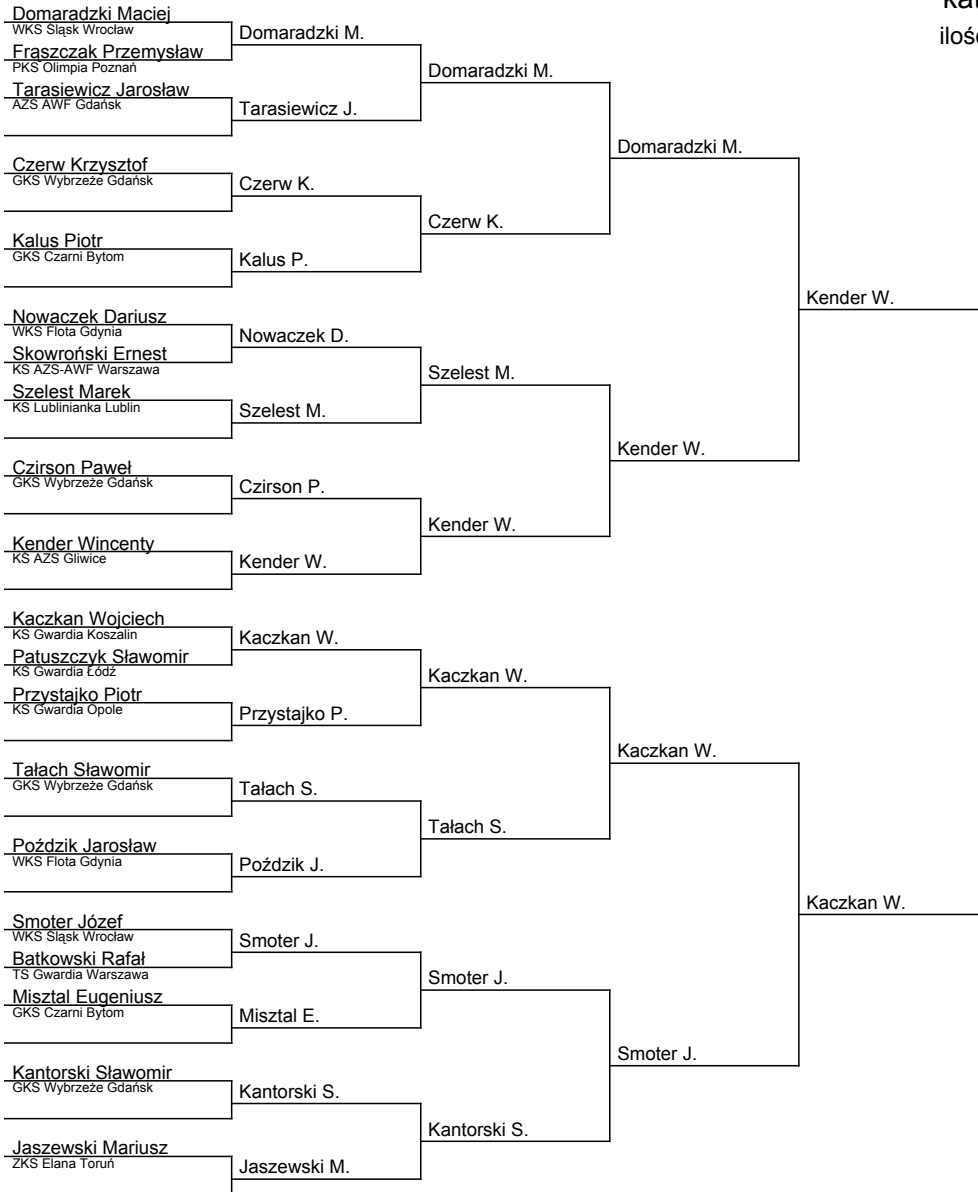 kat
ilość
Domaradzki Maciej
WKS Śląsk Wrocław
Frąszczak Przemysław
PKS Olimpia Poznań
Tarasiewicz Jarosław
AZS AWF Gdańsk
Czerw Krzysztof
GKS Wybrzeże Gdańsk
Kalus Piotr
GKS Czarni Bytom
Nowaczek Dariusz
WKS Flota Gdynia
Skowroński Ernest
KS AZS-AWF Warszawa
Szelest Marek
KS Lublinianka Lublin
Czirson Paweł
GKS Wybrzeże Gdańsk
Kender Wincenty
KS AZS Gliwice
Kaczkan Wojciech
KS Gwardia Koszalin
Patuszczyk Sławomir
KS Gwardia Łódź
Przystajko Piotr
KS Gwardia Opole
Tałach Sławomir
GKS Wybrzeże Gdańsk
Poździk Jarosław
WKS Flota Gdynia
Smoter Józef
WKS Śląsk Wrocław
Batkowski Rafał
TS Gwardia Warszawa
Misztal Eugeniusz
GKS Czarni Bytom
Kantorski Sławomir
GKS Wybrzeże Gdańsk
Jaszewski Mariusz
ZKS Elana Toruń
Domaradzki M.
Tarasiewicz J.
Czerw K.
Kalus P.
Nowaczek D.
Szelest M.
Czirson P.
Kender W.
Kaczkan W.
Przystajko P.
Tałach S.
Poździk J.
Smoter J.
Misztal E.
Kantorski S.
Jaszewski M.
Domaradzki M.
Czerw K.
Szelest M.
Kender W.
Kaczkan W.
Tałach S.
Smoter J.
Kantorski S.
Domaradzki M.
Kender W.
Kaczkan W.
Smoter J.
Kender W.
Kaczkan W.